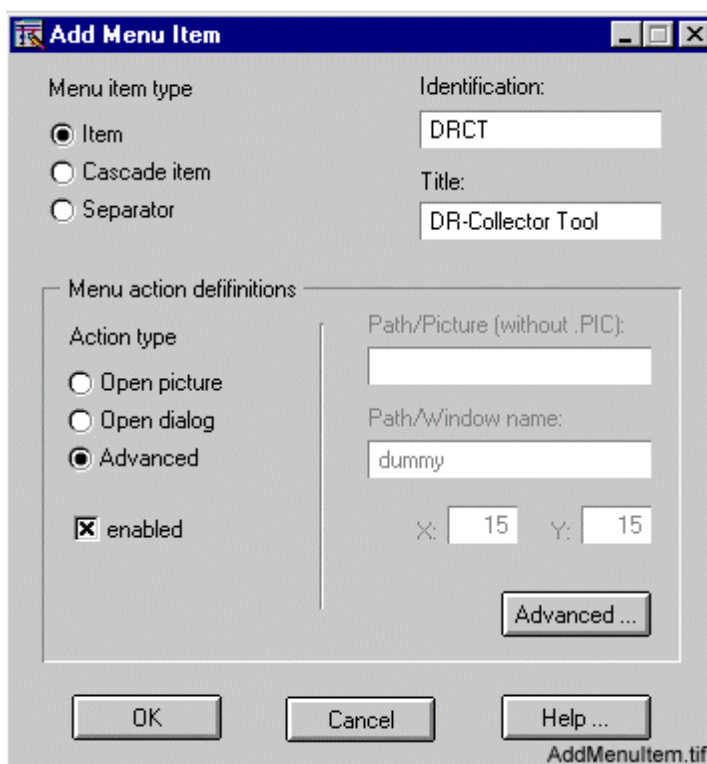 Add Menu Item
Menu item type
Item
Cascade item
Separator
Identification:
DRCT
Title:
DR-Collector Tool
Menu action defifinitions
Action type
Open picture
Open dialog
Advanced
enabled
Path/Picture (without .PIC):
Path/Window name:
dummy
X: 15 Y: 15
Advanced ...
OK Cancel Help ...
AddMenuItem.tif